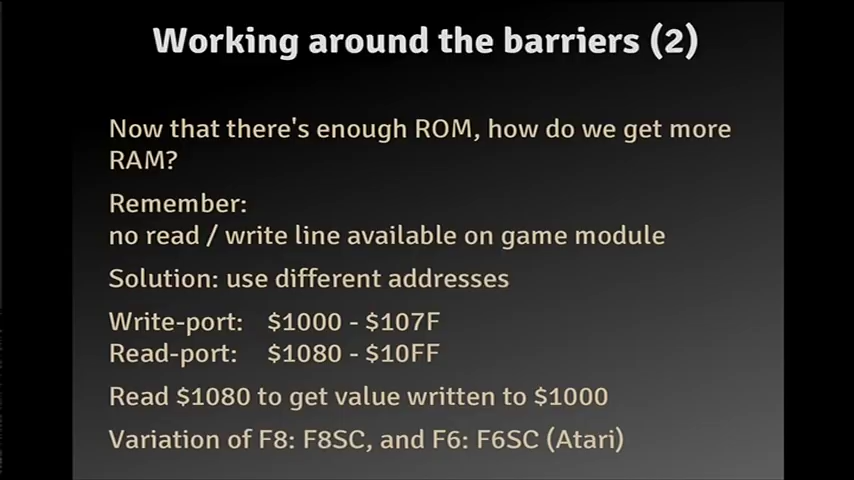 Working around the barriers (2)
Now that there's enough ROM, how do we get more
RAM?
Remember:
no read / write line available on game module
Solution: use different addresses
Write-port: $1000 - $107F
Read-port: $1080 - $10FF
Read $1080 to get value written to $1000
Variation of F8: F8SC, and F6: F6SC (Atari)